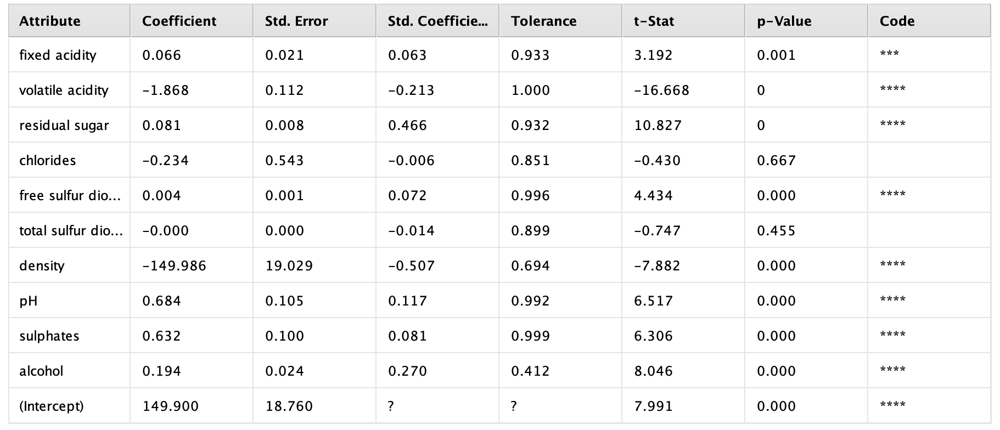 Attribute Coefficient Std. Error Std. Coefficie... Tolerance t-Stat p-Value Code
fixed acidity 0.066 0.021 0.063 0.933 3.192 0.001 ***
volatile acidity -1.868 0.112 -0.213 1.000 -16.668 0 ****
residual sugar 0.081 0.008 0.466 0.932 10.827 0 ****
chlorides -0.234 0.543 -0.006 0.851 -0.430 0.667
free sulfur dio... 0.004 0.001 0.072 0.996 4.434 0.000 ****
total sulfur dio... -0.000 0.000 -0.014 0.899 -0.747 0.455
density -149.986 19.029 -0.507 0.694 -7.882 0.000 ****
pH 0.684 0.105 0.117 0.992 6.517 0.000 ****
sulphates 0.632 0.100 0.081 0.999 6.306 0.000 ****
alcohol 0.194 0.024 0.270 0.412 8.046 0.000 ****
(Intercept) 149.900 18.760 ? ? 7.991 0.000 ****